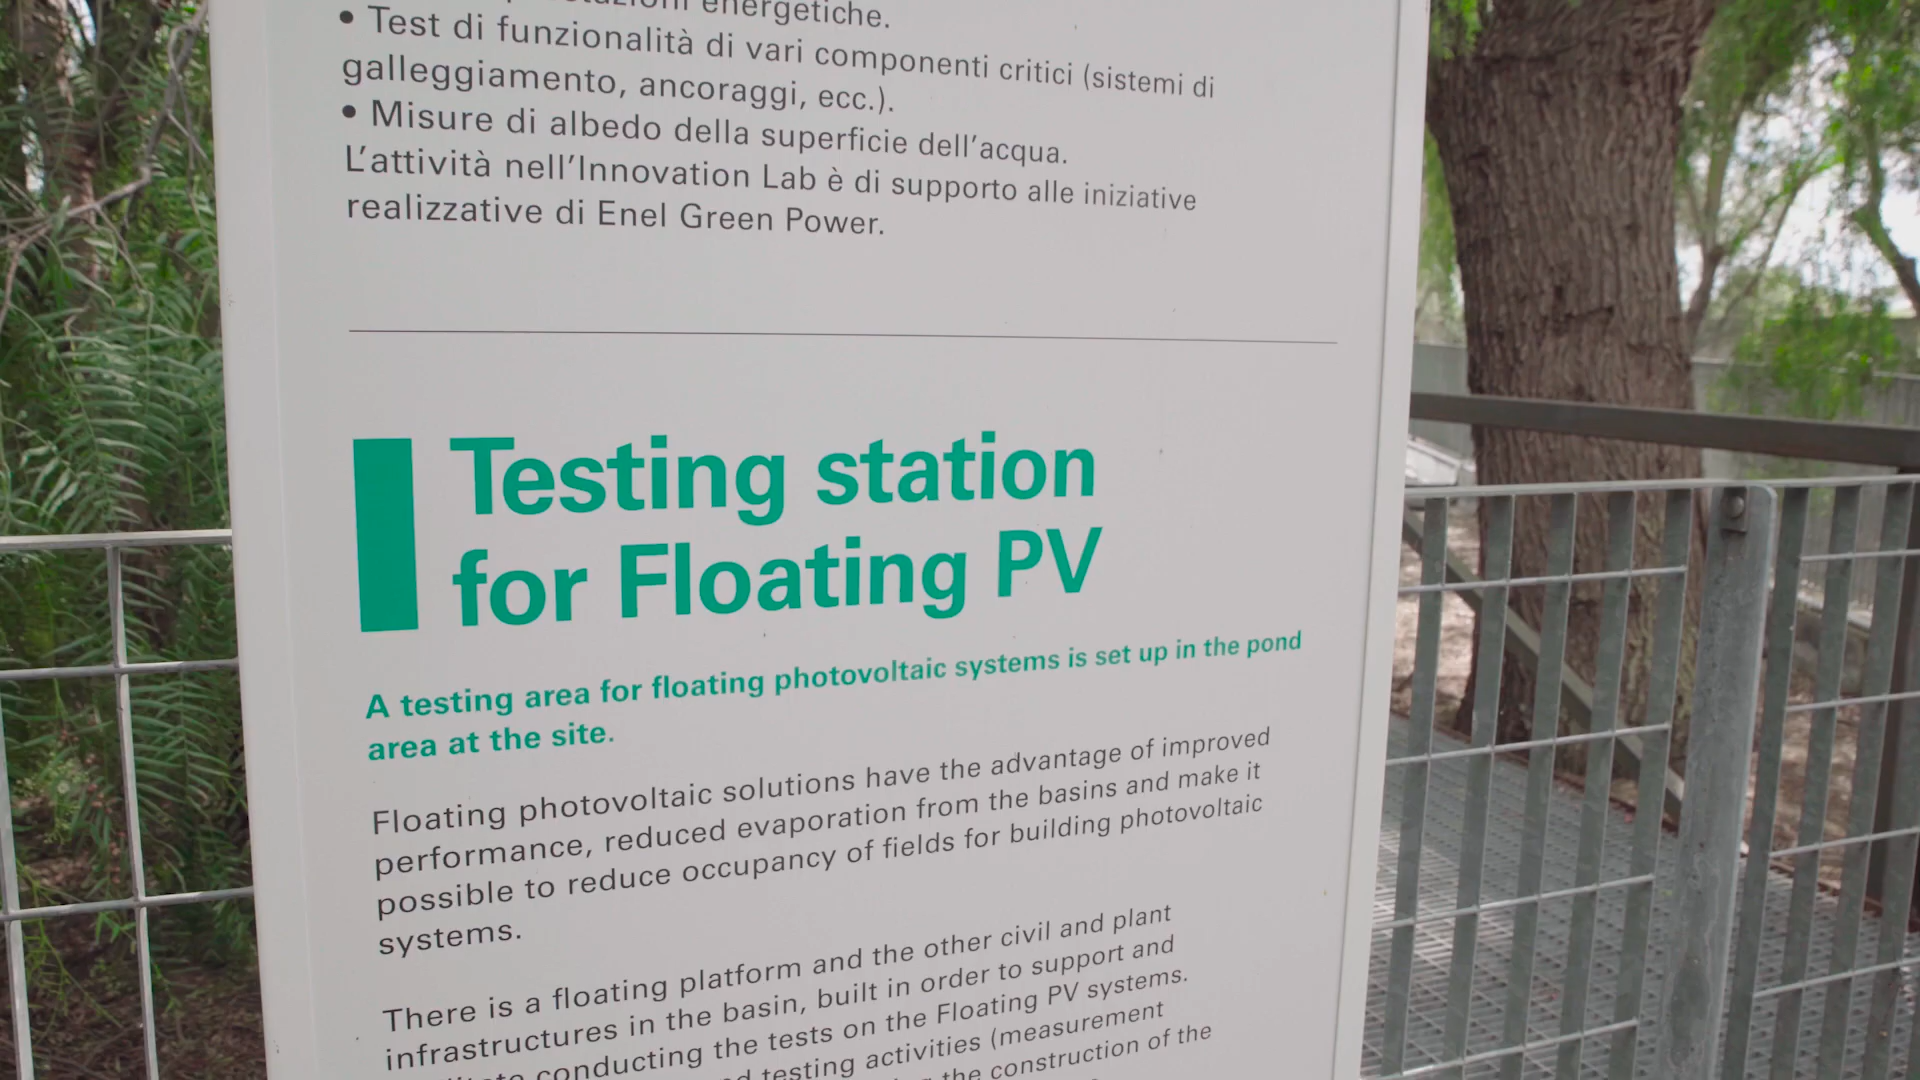 energetiche.
• Test di funzionalità di vari componenti critici (sistemi di
galleggiamento, ancoraggi, ecc.).
• Misure di albedo della superficie dell'acqua.
L'attività nell'Innovation Lab è di supporto alle iniziative
realizzative di Enel Green Power.
Testing station
for Floating PV
A testing area for floating photovoltaic systems is set up in the pond
area at the site.
Floating photovoltaic solutions have the advantage of improved
performance, reduced evaporation from the basins and make it
possible to reduce occupancy of fields for building photovoltaic
systems.
There is a floating platform and the other civil and plant
infrastructures in the basin, built in order to support and
conducting the tests on the Floating PV systems.
testing activities (measurement
the construction of the